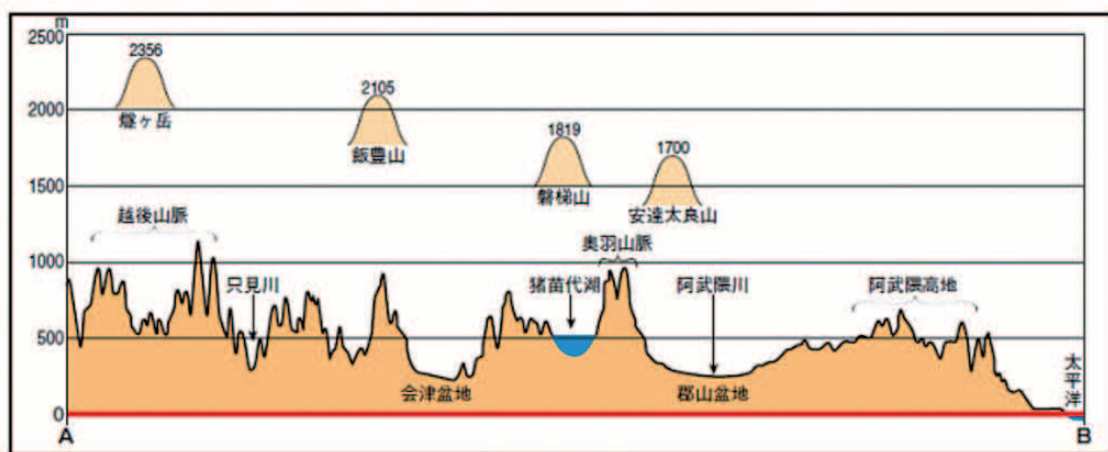 m
2500
2356
燧ヶ岳
2105
飯豊山
2000
1819
磐梯山
1700
安達太良山
1500
越後山脈
奥羽山脈
1000
只見川
猪苗代湖
阿武隈川
阿武隈高地
500
会津盆地
郡山盆地
太平洋
0
A
B